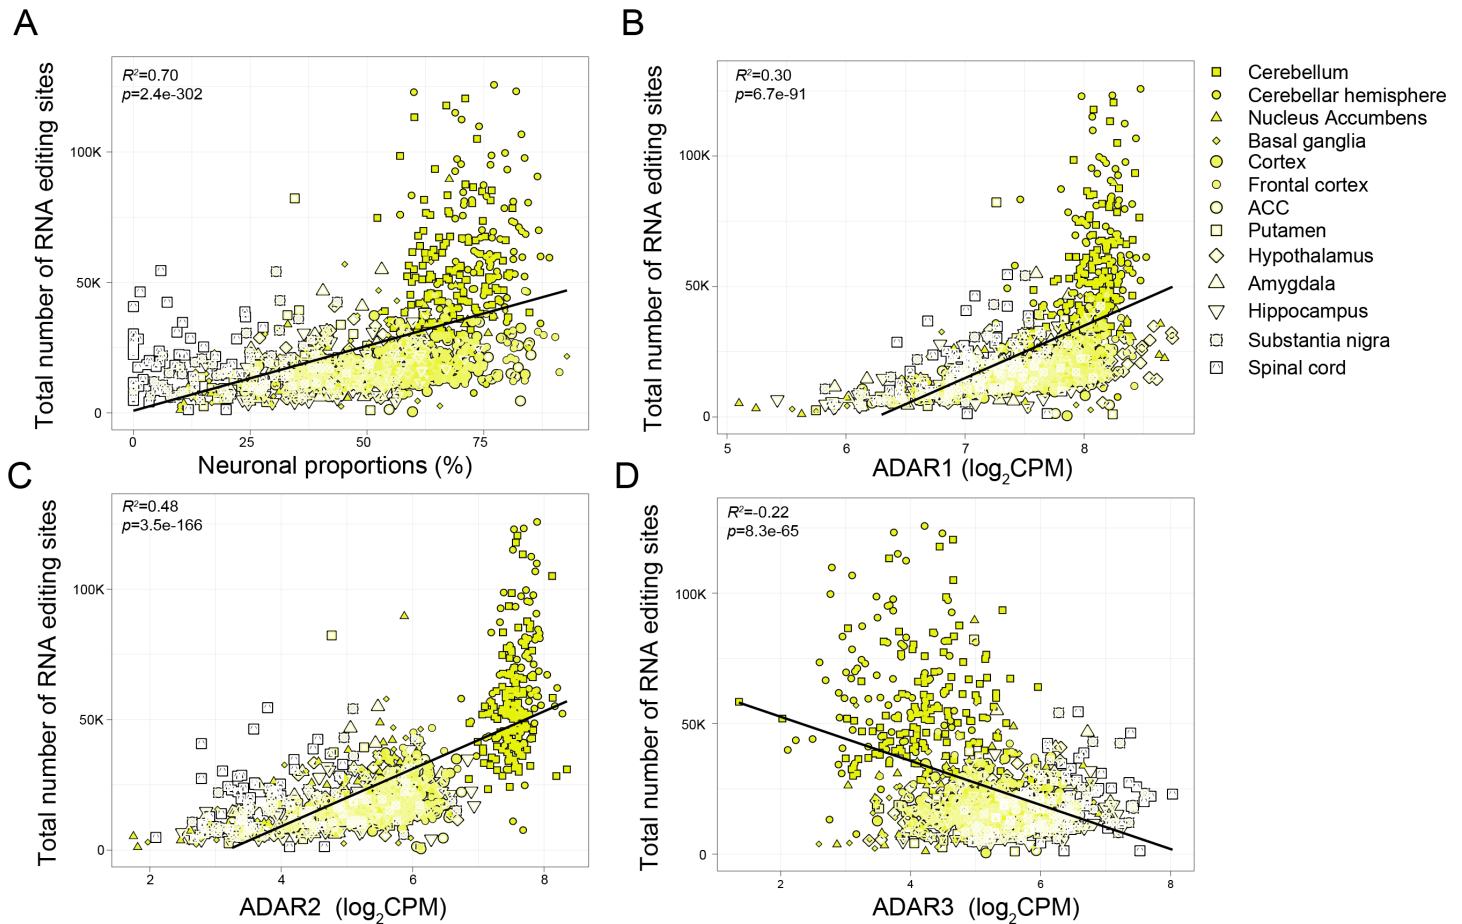 A
R²=0.70
p=2.4e-302
Total number of RNA editing sites
100K
50K
0
0 25 50 75
Neuronal proportions (%)
B
R²=0.30
p=6.7e-91
Total number of RNA editing sites
100K
50K
0
5 6 7 8
ADAR1 (log₂CPM)
Cerebellum
Cerebellar hemisphere
Nucleus Accumbens
Basal ganglia
Cortex
Frontal cortex
ACC
Putamen
Hypothalamus
Amygdala
Hippocampus
Substantia nigra
Spinal cord
C
R²=0.48
p=3.5e-166
Total number of RNA editing sites
100K
50K
0
2 4 6 8
ADAR2 (log₂CPM)
D
R²=-0.22
p=8.3e-65
Total number of RNA editing sites
100K
50K
0
2 4 6 8
ADAR3 (log₂CPM)